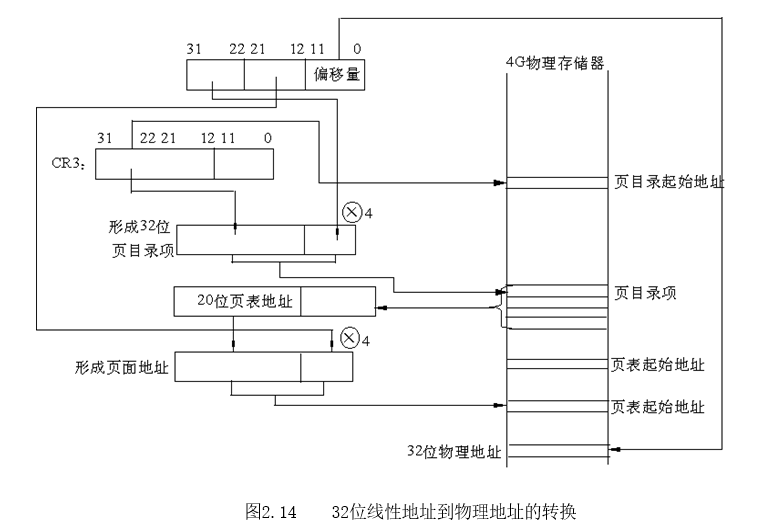 31 22 21 12 11 0
偏移量
4G物理存储器
31 22 21 12 11 0
CR3:
页目录起始地址
×4
形成32位
页目录项
页目录项
20位页表地址
×4
形成页面地址
页表起始地址
页表起始地址
32位物理地址
图2.14 32位线性地址到物理地址的转换